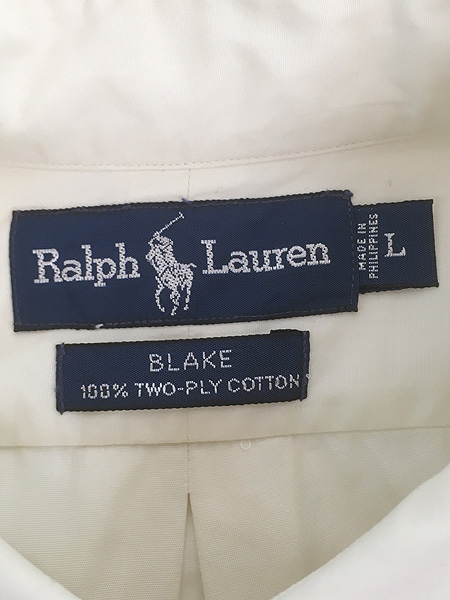 Ralph Lauren
MADE IN
PHILIPPINES
L
BLAKE
100% TWO-PLY COTTON